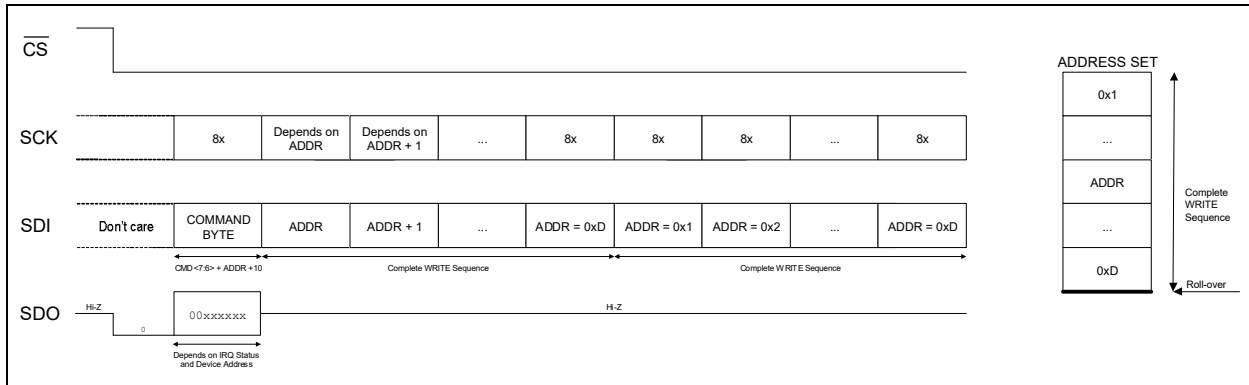 CS
ADDRESS SET
0x1
SCK
8x
Depends on
ADDR
Depends on
ADDR + 1
...
8x
8x
8x
...
8x
...
ADDR
Complete
WRITE
Sequence
SDI
Don't care
COMMAND
BYTE
ADDR
ADDR + 1
...
ADDR = 0xD
ADDR = 0x1
ADDR = 0x2
...
ADDR = 0xD
...
CMD<7:6> + ADDR +10
Complete WRITE Sequence
Complete WRITE Sequence
0xD
Roll-over
SDO
Hi-Z
0
00xxxxxx
Hi-Z
Depends on IRQ Status
and Device Address